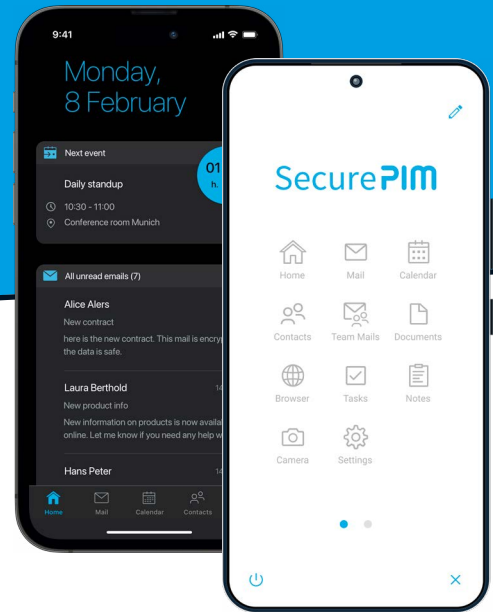 9:41
Monday,
8 February
Next event
01
h.
Daily standup
10:30 - 11:00
Conference room Munich
All unread emails (7)
Alice Alers
New contract
here is the new contract. This mail is
the data is safe.
Laura Berthold
New product info
New information on products is now
online. Let me know if you need any help
Hans Peter
Home
Mail
Calendar
Contacts
SecurePIM
Home Mail Calendar
Contacts Team Mails Documents
Browser Tasks Notes
Camera Settings